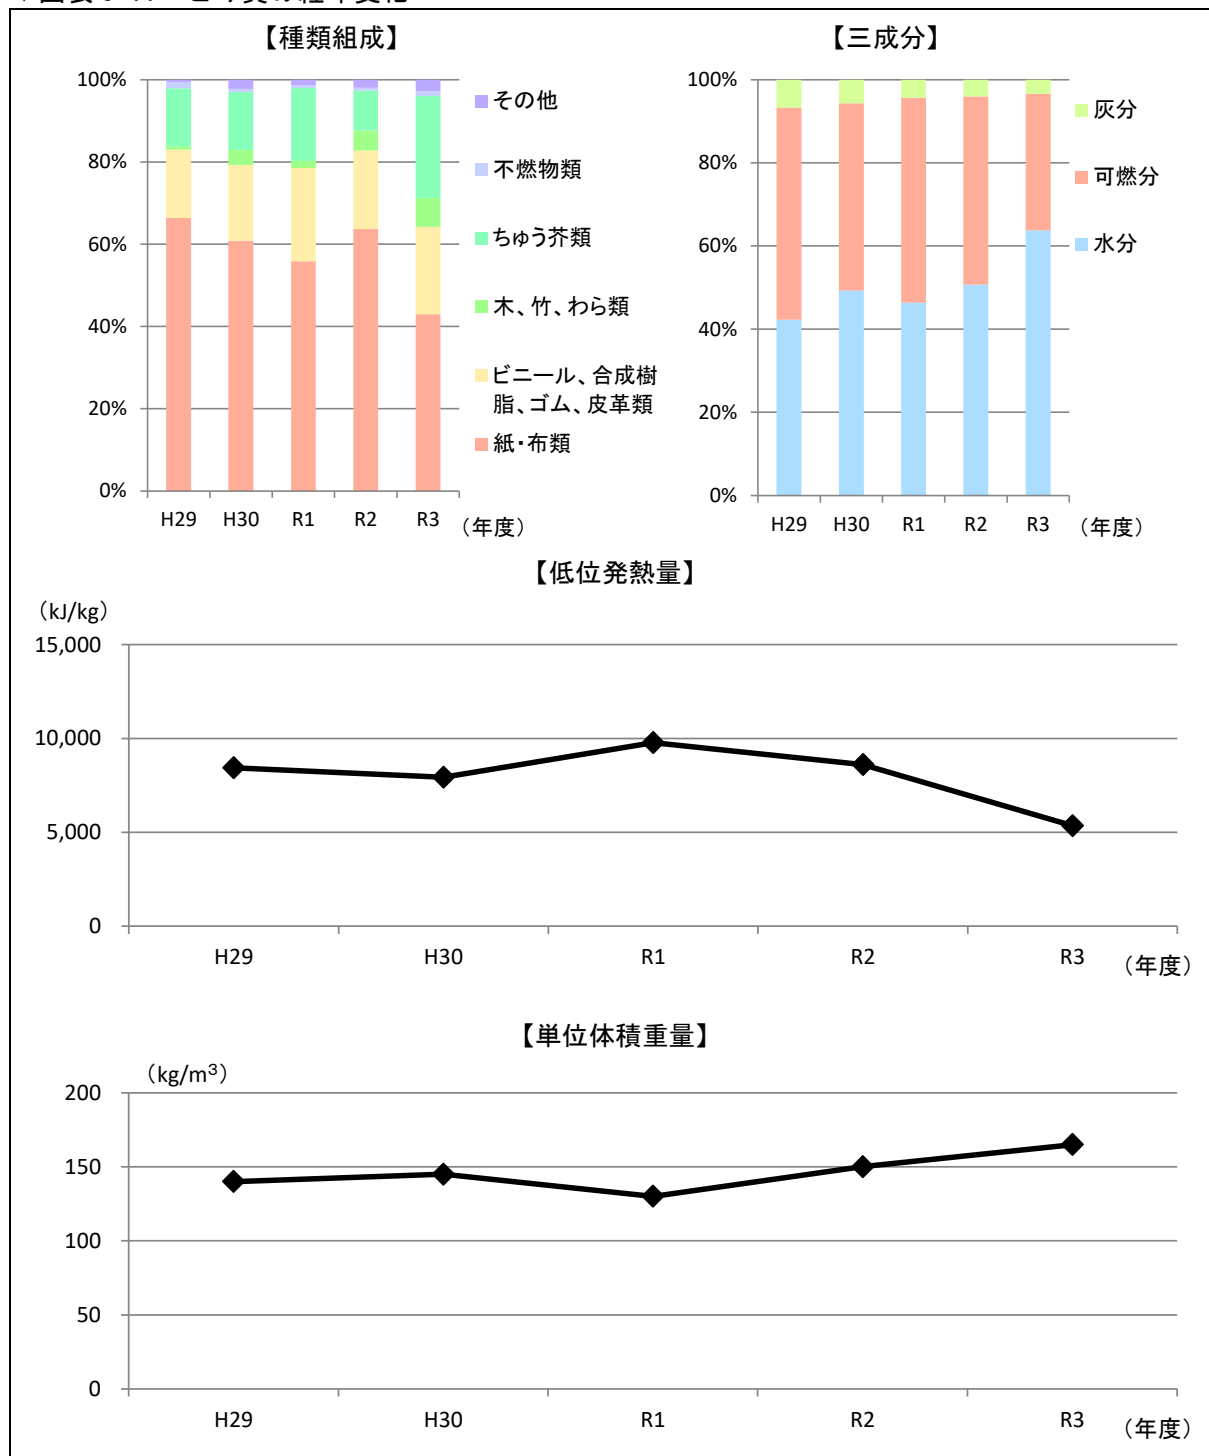 【種類組成】
100%
80%
60%
40%
20%
0%
H29
H30
R1
R2
R3
（年度）
その他
不燃物類
ちゅう芥類
木、竹、わら類
ビニール、合成樹
脂、ゴム、皮革類
紙・布類
【三成分】
100%
80%
60%
40%
20%
0%
H29
H30
R1
R2
R3
（年度）
灰分
可燃分
水分
【低位発熱量】
（kJ/kg）
15,000
10,000
5,000
0
H29
H30
R1
R2
R3
（年度）
【単位体積重量】
（kg/m³）
200
150
100
50
0
H29
H30
R1
R2
R3
（年度）